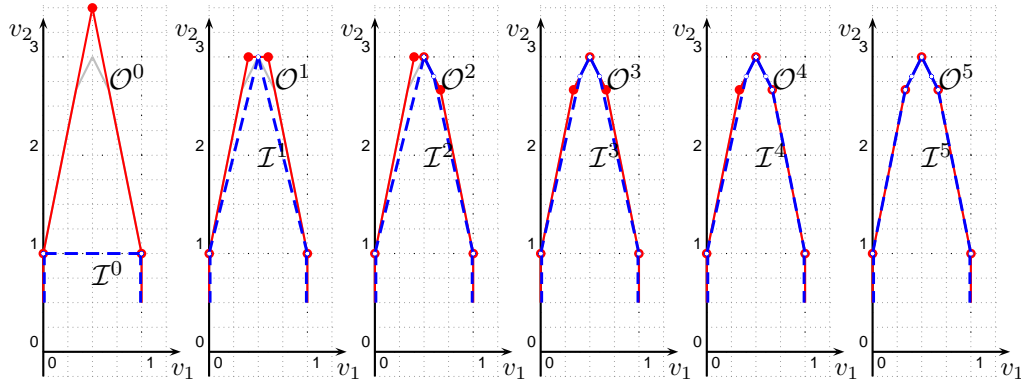 v₂ v₂ v₂ v₂ v₂ v₂
3 3 3 3 3 3
𝒪⁰ 𝒪¹ 𝒪² 𝒪³ 𝒪⁴ 𝒪⁵
2 2 2 2 2 2
ℐ¹ ℐ² ℐ³ ℐ⁴ ℐ⁵
1 1 1 1 1 1
ℐ⁰
0 0 0 0 0 0
0 1 0 1 0 1 0 1 0 1 0 1
v₁ v₁ v₁ v₁ v₁ v₁